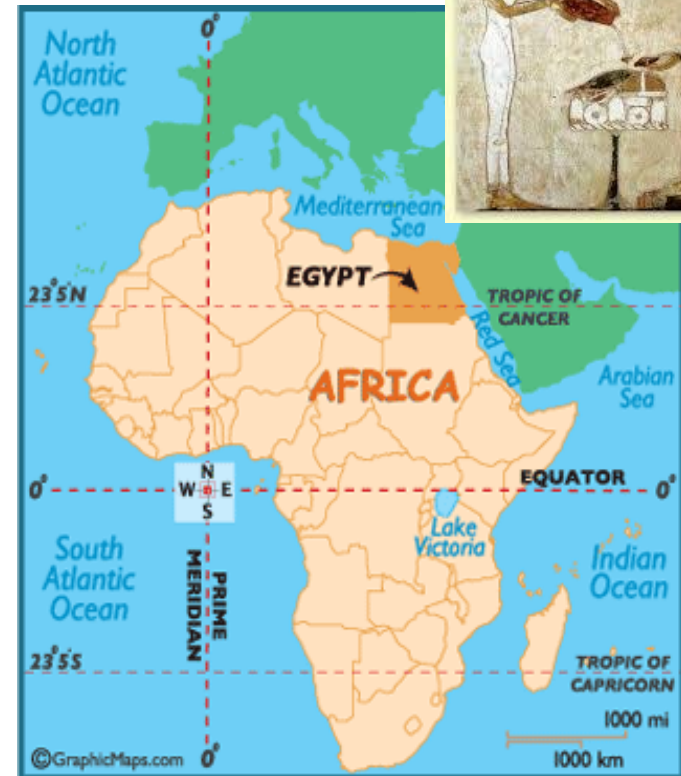 0°
North
Atlantic
Ocean
Mediterranean
Sea
EGYPT
23°5N
TROPIC OF
CANCER
Red Sea
AFRICA
Arabian
Sea
N
W E
S
EQUATOR
0°
0°
Lake
Victoria
South
Atlantic
Ocean
PRIME
MERIDIAN
Indian
Ocean
23°5S
TROPIC OF
CAPRICORN
1000 mi
1000 km
©GraphicMaps.com
0°